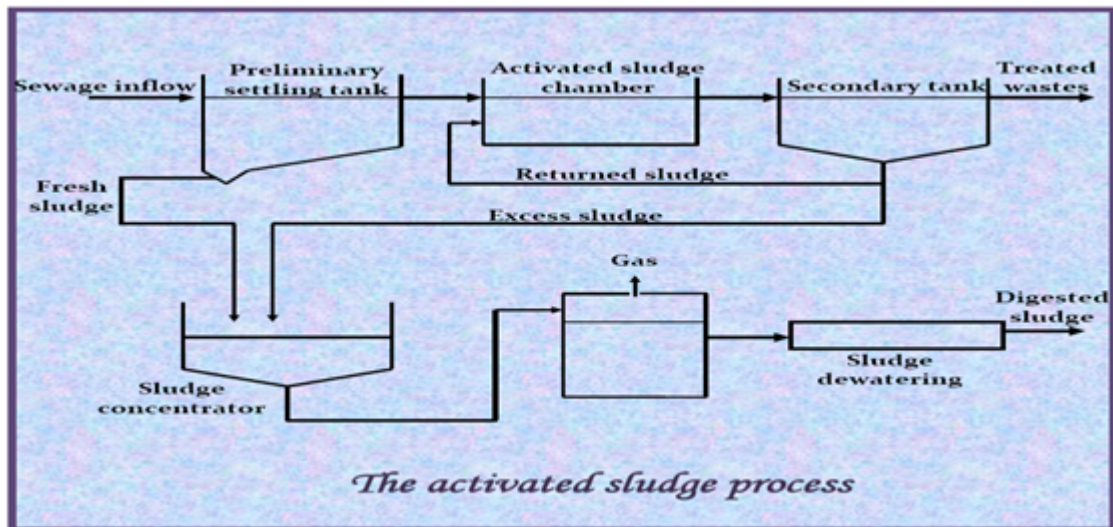 Sewage inflow
Preliminary
settling tank
Activated sludge
chamber
Secondary tank
Treated
wastes
Fresh
sludge
Returned sludge
Excess sludge
Gas
Digested
sludge
Sludge
concentrator
Sludge
dewatering
The activated sludge process